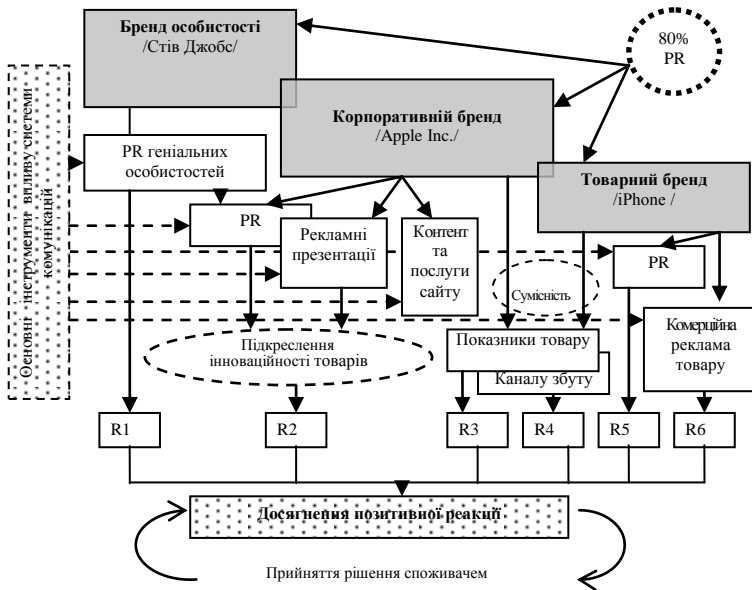 Бренд особистості
/Стів Джобс/
80%
PR
Корпоративній бренд
/Apple Inc./
Основні інструменти впливу системи
комунікацій
PR геніальних
особистостей
Товарний бренд
/iPhone /
PR
Рекламні
презентації
Контент
та
послуги
сайту
PR
Сумісність
Підкреслення
інноваційності товарів
Показники товару
Каналу збуту
Комерційна
реклама
товару
R1
R2
R3
R4
R5
R6
Досягнення позитивної реакції
Прийняття рішення споживачем